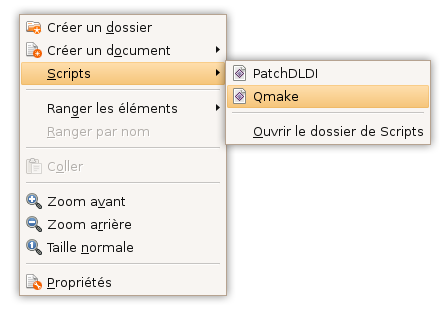 Créer un dossier
Créer un document
Scripts
Ranger les éléments
Ranger par nom
Coller
Zoom avant
Zoom arrière
Taille normale
Propriétés
PatchDLDI
Qmake
Ouvrir le dossier de Scripts